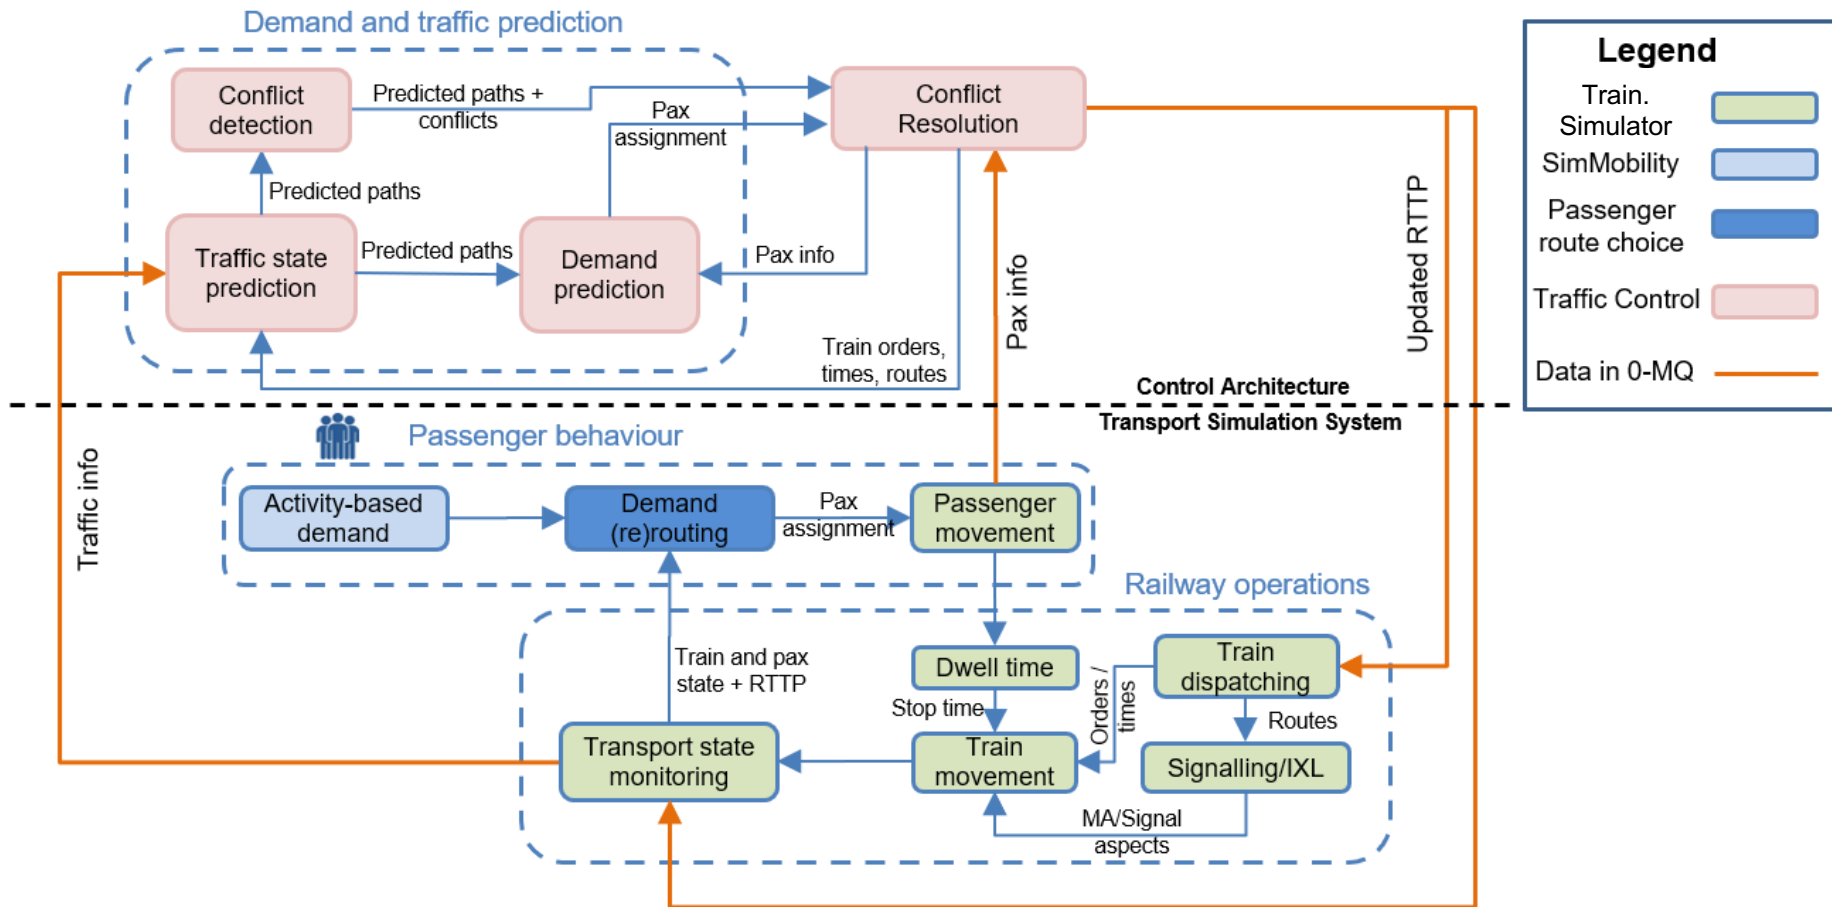 Demand and traffic prediction
Conflict
detection
Predicted paths +
conflicts
Pax
assignment
Conflict
Resolution
Predicted paths
Traffic state
prediction
Predicted paths
Demand
prediction
Pax info
Train orders,
times, routes
Pax info
Updated RTTP
Control Architecture
Transport Simulation System
Traffic info
Passenger behaviour
Activity-based
demand
Demand
(re)routing
Pax
assignment
Passenger
movement
Railway operations
Train and pax
state + RTTP
Dwell time
Stop time
Orders /
times
Train
dispatching
Routes
Transport state
monitoring
Train
movement
Signalling/IXL
MA/Signal
aspects
Legend
Train.
Simulator
SimMobility
Passenger
route choice
Traffic Control
Data in 0-MQ